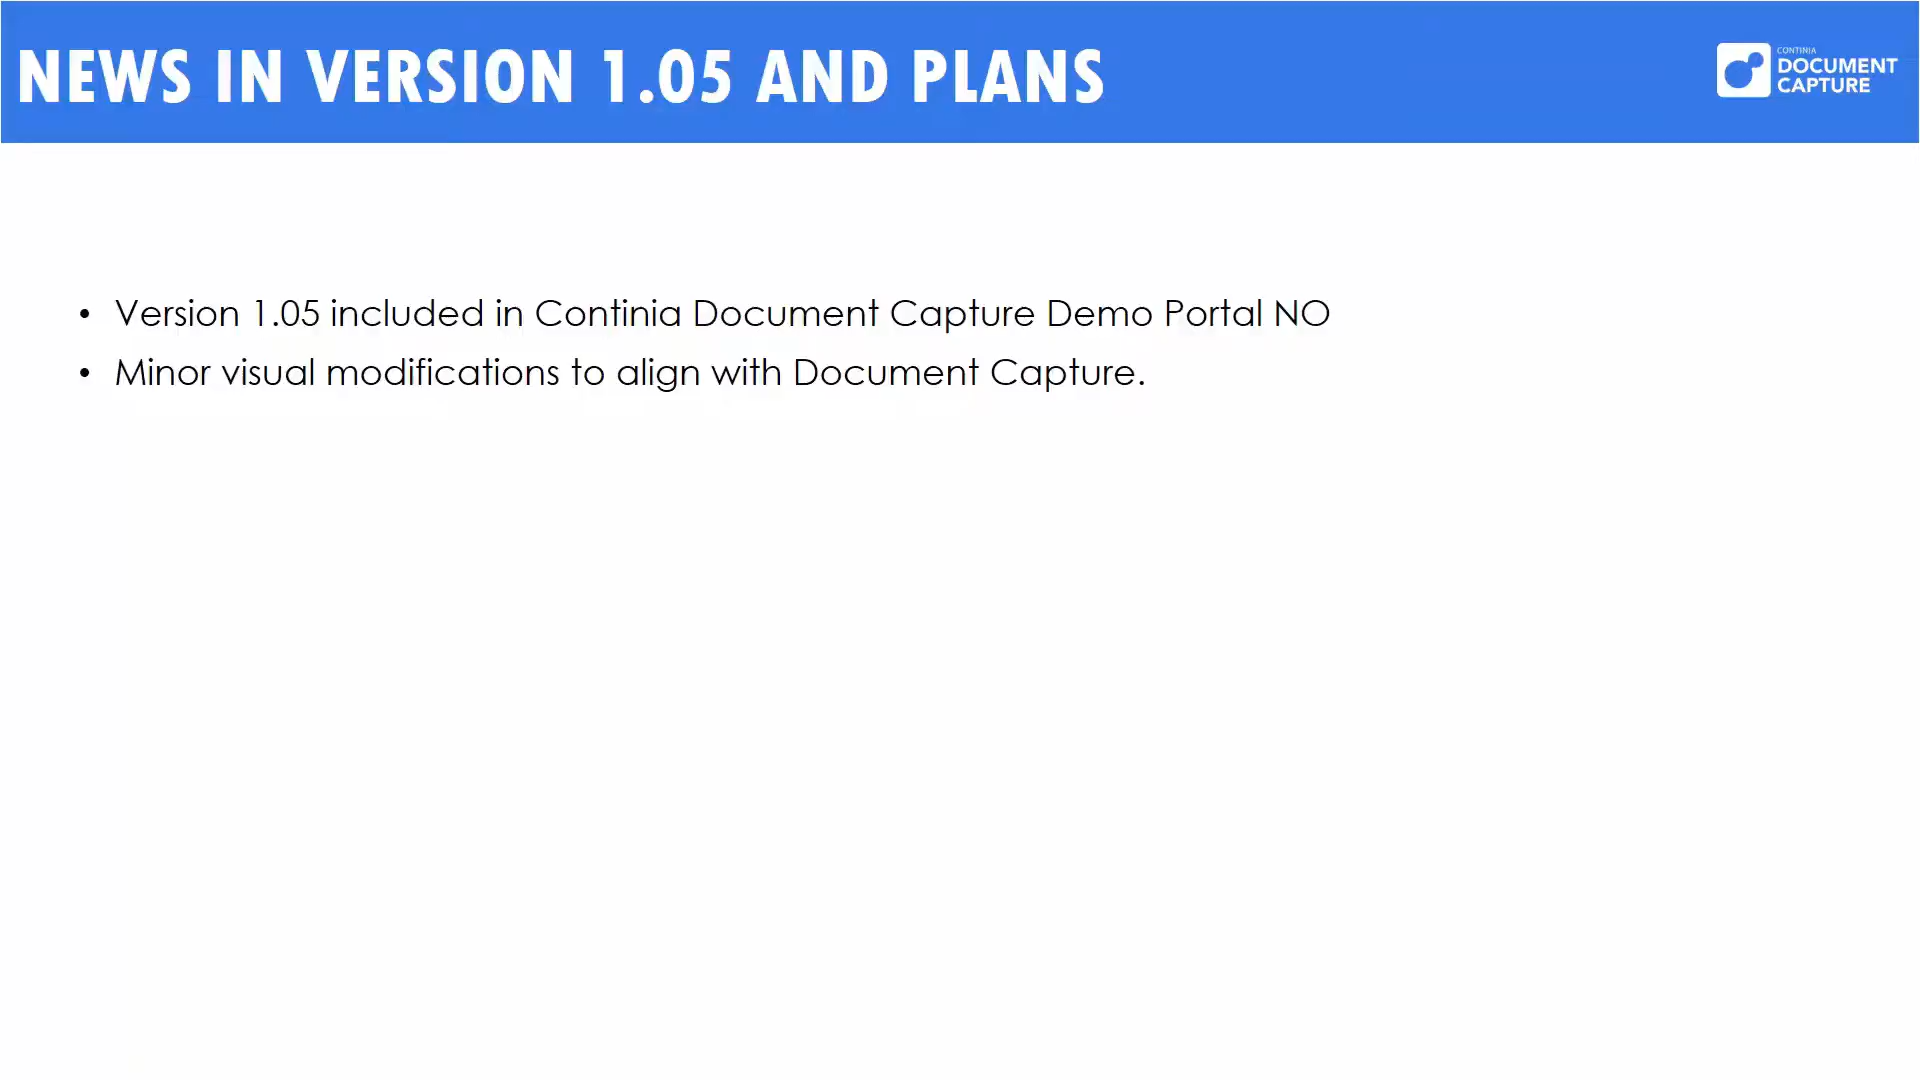 NEWS IN VERSION 1.05 AND PLANS
CONTINIA
DOCUMENT
CAPTURE
• Version 1.05 included in Continia Document Capture Demo Portal NO
• Minor visual modifications to align with Document Capture.